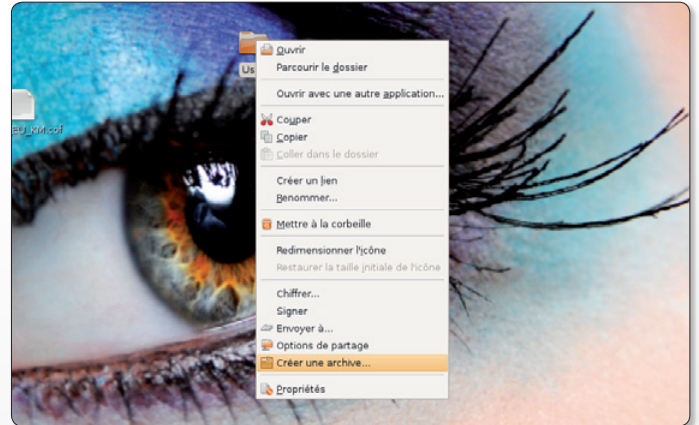 Us
Ouvrir
Parcourir le dossier
Ouvrir avec une autre application...
Couper
Copier
Coller dans le dossier
Créer un lien
Renommer...
Mettre à la corbeille
Redimensionner l'icône
Restaurer la taille initiale de l'icône
Chiffrer...
Signer
Envoyer à...
Options de partage
Créer une archive...
Propriétés